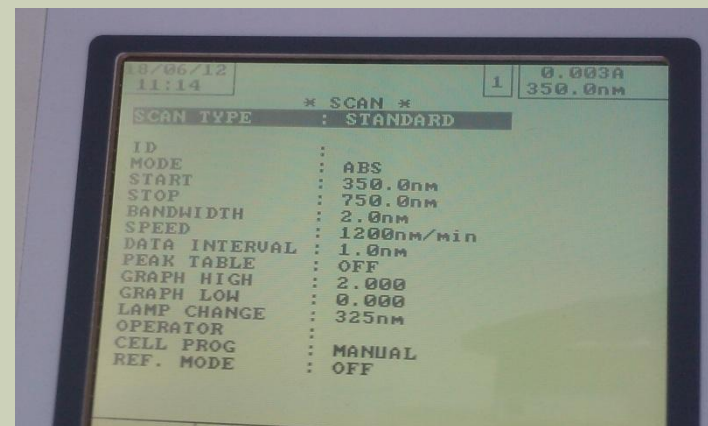 18/06/12
11:14
1
0.003A
350.0nm
* SCAN *
SCAN TYPE : STANDARD
ID :
MODE : ABS
START : 350.0nm
STOP : 750.0nm
BANDWIDTH : 2.0nm
SPEED : 1200nm/min
DATA INTERVAL : 1.0nm
PEAK TABLE : OFF
GRAPH HIGH : 2.000
GRAPH LOW : 0.000
LAMP CHANGE : 325nm
OPERATOR :
CELL PROG : MANUAL
REF. MODE : OFF